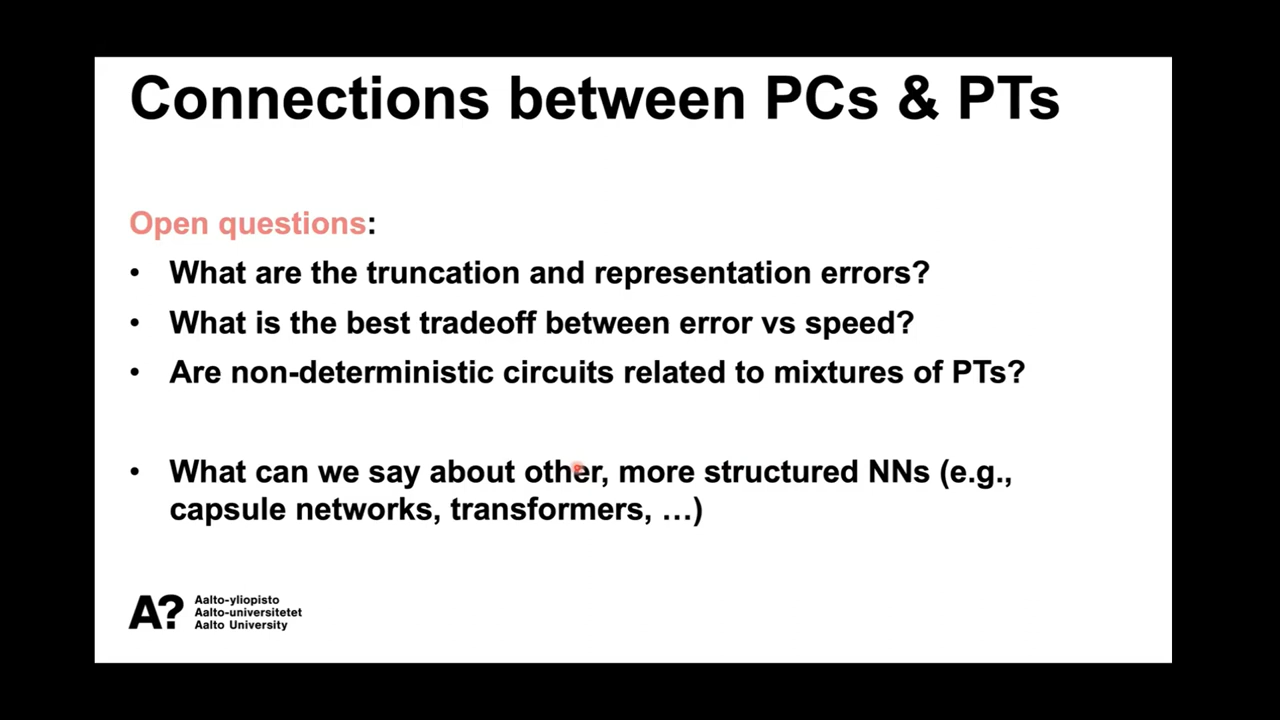 Connections between PCs & PTs
Open questions:
• What are the truncation and representation errors?
• What is the best tradeoff between error vs speed?
• Are non-deterministic circuits related to mixtures of PTs?
• What can we say about other, more structured NNs (e.g.,
capsule networks, transformers, …)
A?
Aalto-yliopisto
Aalto-universitetet
Aalto University